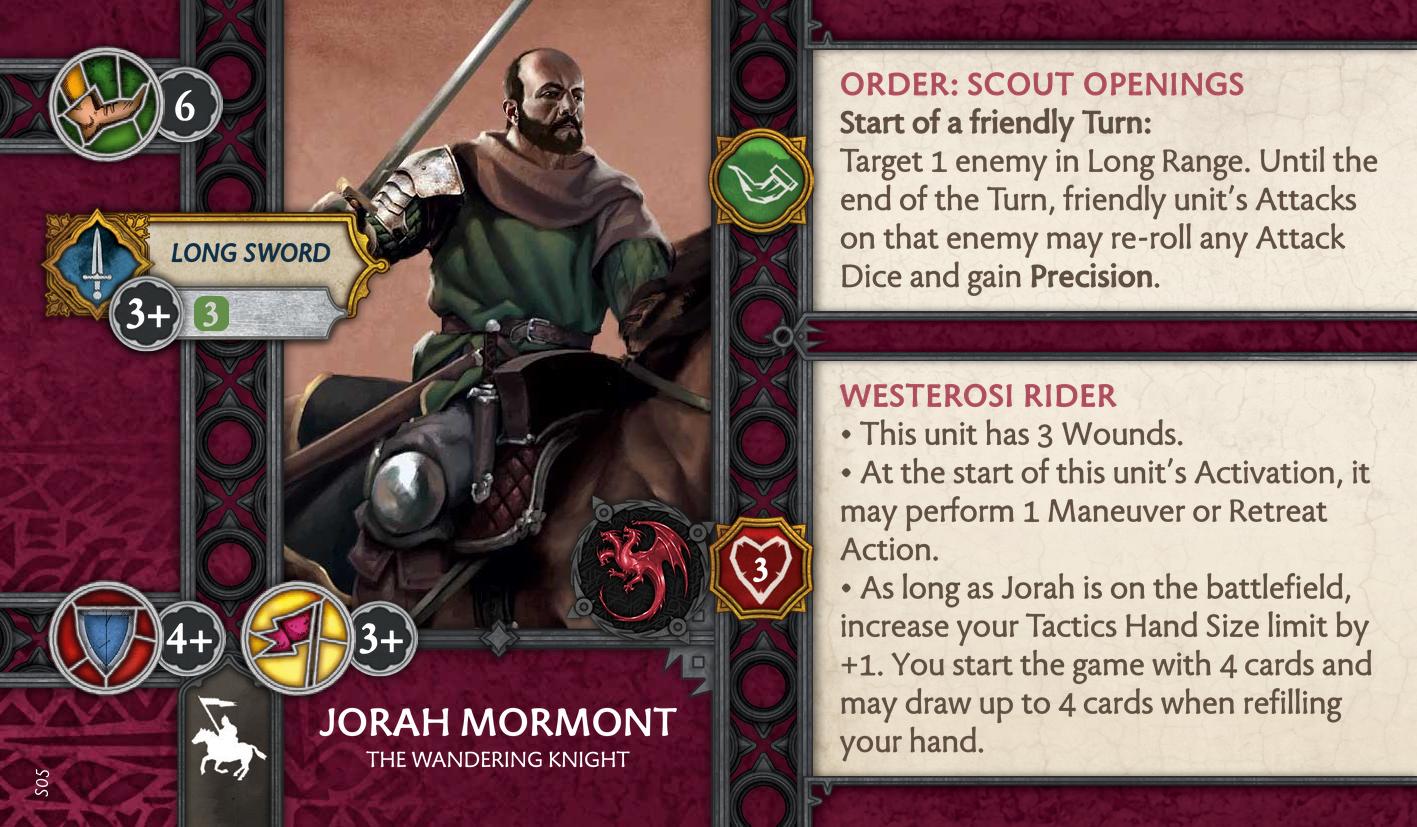 6
LONG SWORD
3+ 3
4+ 3+
JORAH MORMONT
THE WANDERING KNIGHT
S05
3
ORDER: SCOUT OPENINGS
Start of a friendly Turn:
Target 1 enemy in Long Range. Until the
end of the Turn, friendly unit's Attacks
on that enemy may re-roll any Attack
Dice and gain Precision.
WESTEROSI RIDER
• This unit has 3 Wounds.
• At the start of this unit's Activation, it
may perform 1 Maneuver or Retreat
Action.
• As long as Jorah is on the battlefield,
increase your Tactics Hand Size limit by
+1. You start the game with 4 cards and
may draw up to 4 cards when refilling
your hand.